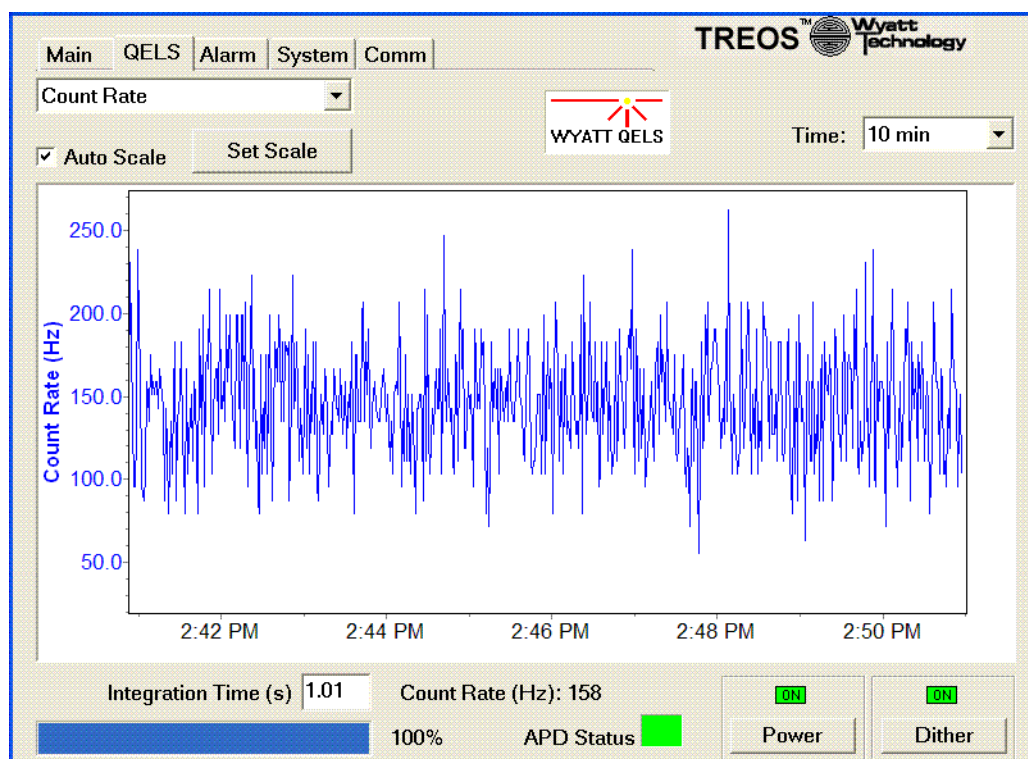 TREOS™ Wyatt Technology
Main QELS Alarm System Comm
Count Rate
WYATT QELS
Time: 10 min
Auto Scale Set Scale
250.0
200.0
150.0
100.0
50.0
Count Rate (Hz)
2:42 PM 2:44 PM 2:46 PM 2:48 PM 2:50 PM
Integration Time (s) 1.01 Count Rate (Hz): 158 ON ON
100% APD Status Power Dither